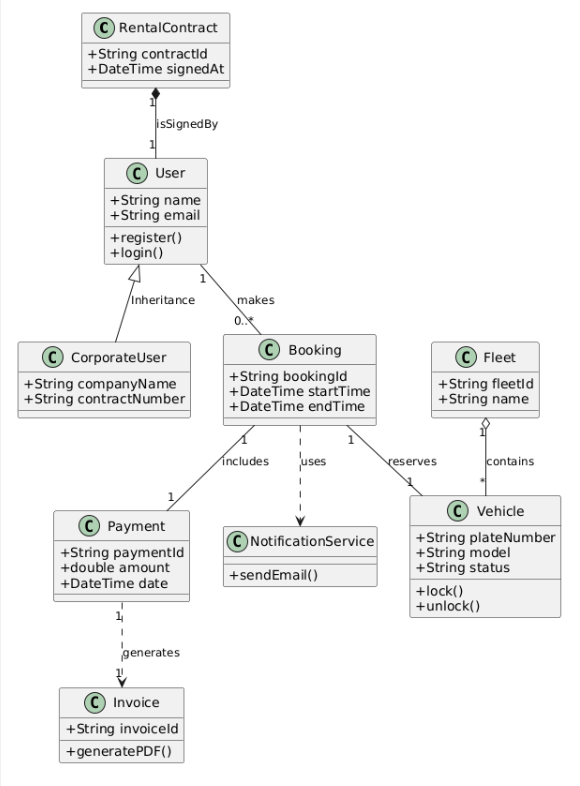 C RentalContract
+String contractId
+DateTime signedAt
1
isSignedBy
1
C User
+String name
+String email
+register()
+login()
1
Inheritance
makes
0..*
C CorporateUser
+String companyName
+String contractNumber
C Booking
+String bookingId
+DateTime startTime
+DateTime endTime
C Fleet
+String fleetId
+String name
1
includes
1
uses
1
reserves
1
1
contains
*
C Payment
+String paymentId
+double amount
+DateTime date
C NotificationService
+sendEmail()
C Vehicle
+String plateNumber
+String model
+String status
+lock()
+unlock()
1
generates
1
C Invoice
+String invoiceId
+generatePDF()